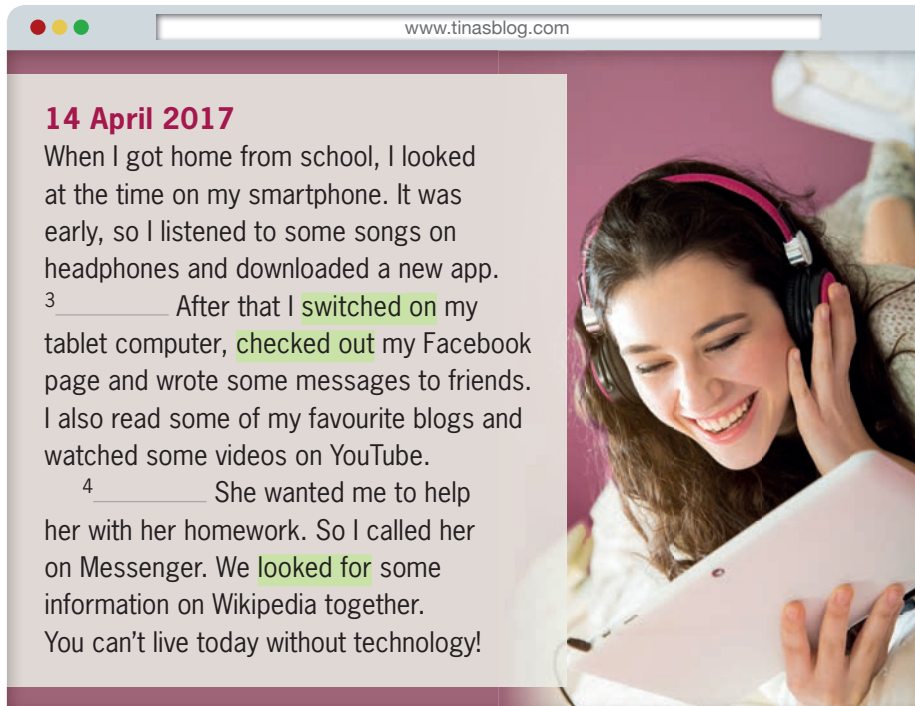 www.tinasblog.com
14 April 2017
When I got home from school, I looked
at the time on my smartphone. It was
early, so I listened to some songs on
headphones and downloaded a new app.
3__________ After that I switched on my
tablet computer, checked out my Facebook
page and wrote some messages to friends.
I also read some of my favourite blogs and
watched some videos on YouTube.
4__________ She wanted me to help
her with her homework. So I called her
on Messenger. We looked for some
information on Wikipedia together.
You can't live today without technology!